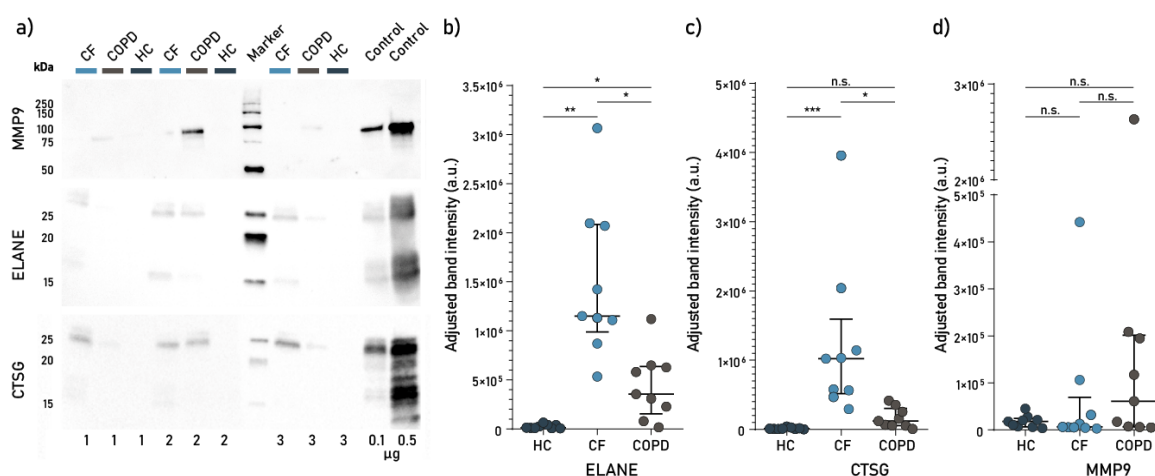 a)
CF COPD HC CF COPD HC Marker CF COPD HC Control Control
kDa
MMP9
250
150
100
75
50
ELANE
25
20
15
CTSG
25
20
15
1 1 1 2 2 2 3 3 3 0.1 0.5
µg
b)
Adjusted band intensity (a.u.)
3.5×10⁶
3×10⁶
2.5×10⁶
2×10⁶
1.5×10⁶
1×10⁶
5×10⁵
0
*
** *
HC CF COPD
ELANE
c)
Adjusted band intensity (a.u.)
5×10⁶
4×10⁶
3×10⁶
2×10⁶
1×10⁶
0
n.s.
*** *
HC CF COPD
CTSG
d)
Adjusted band intensity (a.u.)
3×10⁶
2×10⁶
5×10⁵
4×10⁵
3×10⁵
2×10⁵
1×10⁵
0
n.s.
n.s. n.s.
HC CF COPD
MMP9